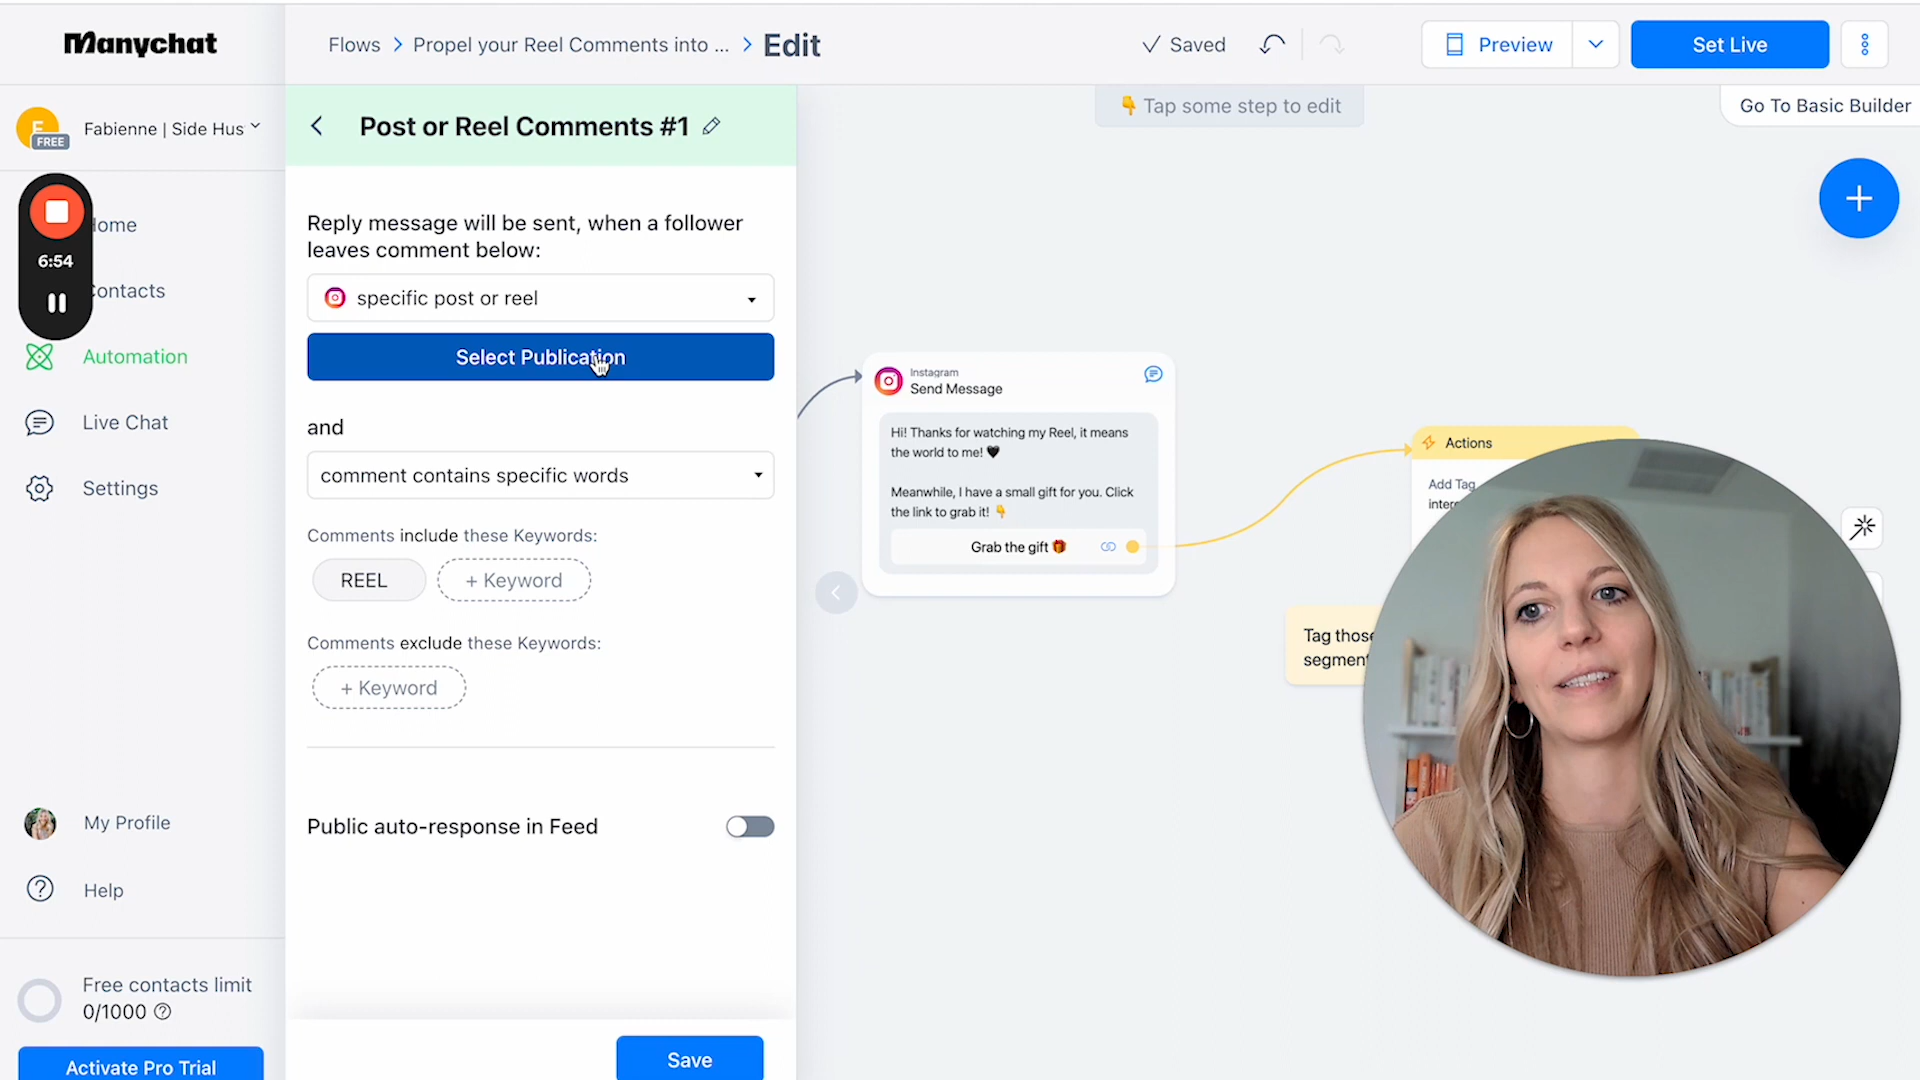 Manychat
Flows > Propel your Reel Comments into ... > Edit
Saved
Preview
Set Live
Fabienne | Side Hus
FREE
6:54
Home
Contacts
Automation
Live Chat
Settings
My Profile
Help
Free contacts limit
0/1000
Activate Pro Trial
Post or Reel Comments #1
Reply message will be sent, when a follower
leaves comment below:
specific post or reel
Select Publication
and
comment contains specific words
Comments include these Keywords:
REEL
+ Keyword
Comments exclude these Keywords:
+ Keyword
Public auto-response in Feed
Save
👇 Tap some step to edit
Go To Basic Builder
Instagram
Send Message
Hi! Thanks for watching my Reel, it means
the world to me! 🖤
Meanwhile, I have a small gift for you. Click
the link to grab it! 👇
Grab the gift 🎁
Actions
Add Tag
Tag those
segment